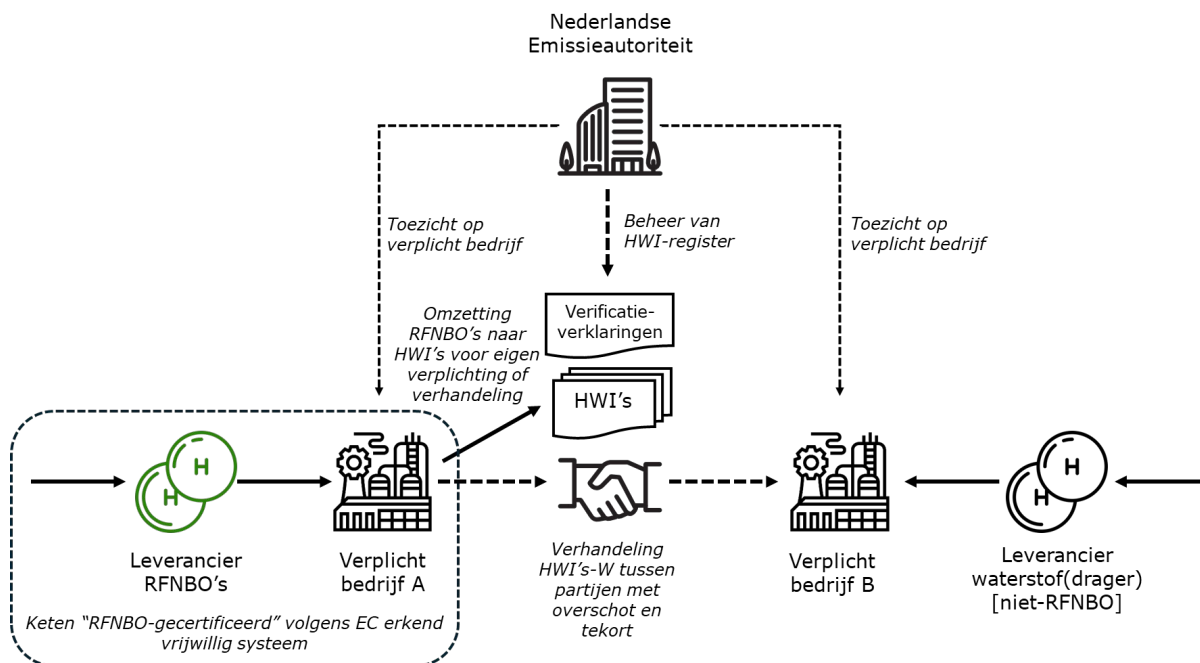 Nederlandse
Emissieautoriteit
Toezicht op
verplicht bedrijf
Beheer van
HWI-register
Toezicht op
verplicht bedrijf
Omzetting
RFNBO's naar
HWI's voor eigen
verplichting of
verhandeling
Verificatie-
verklaringen
HWI's
H
H
H
H
Leverancier
RFNBO's
Verplicht
bedrijf A
Verhandeling
HWI's-W tussen
partijen met
overschot en
tekort
Verplicht
bedrijf B
Leverancier
waterstof(drager)
[niet-RFNBO]
Keten “RFNBO-gecertificeerd” volgens EC erkend
vrijwillig systeem